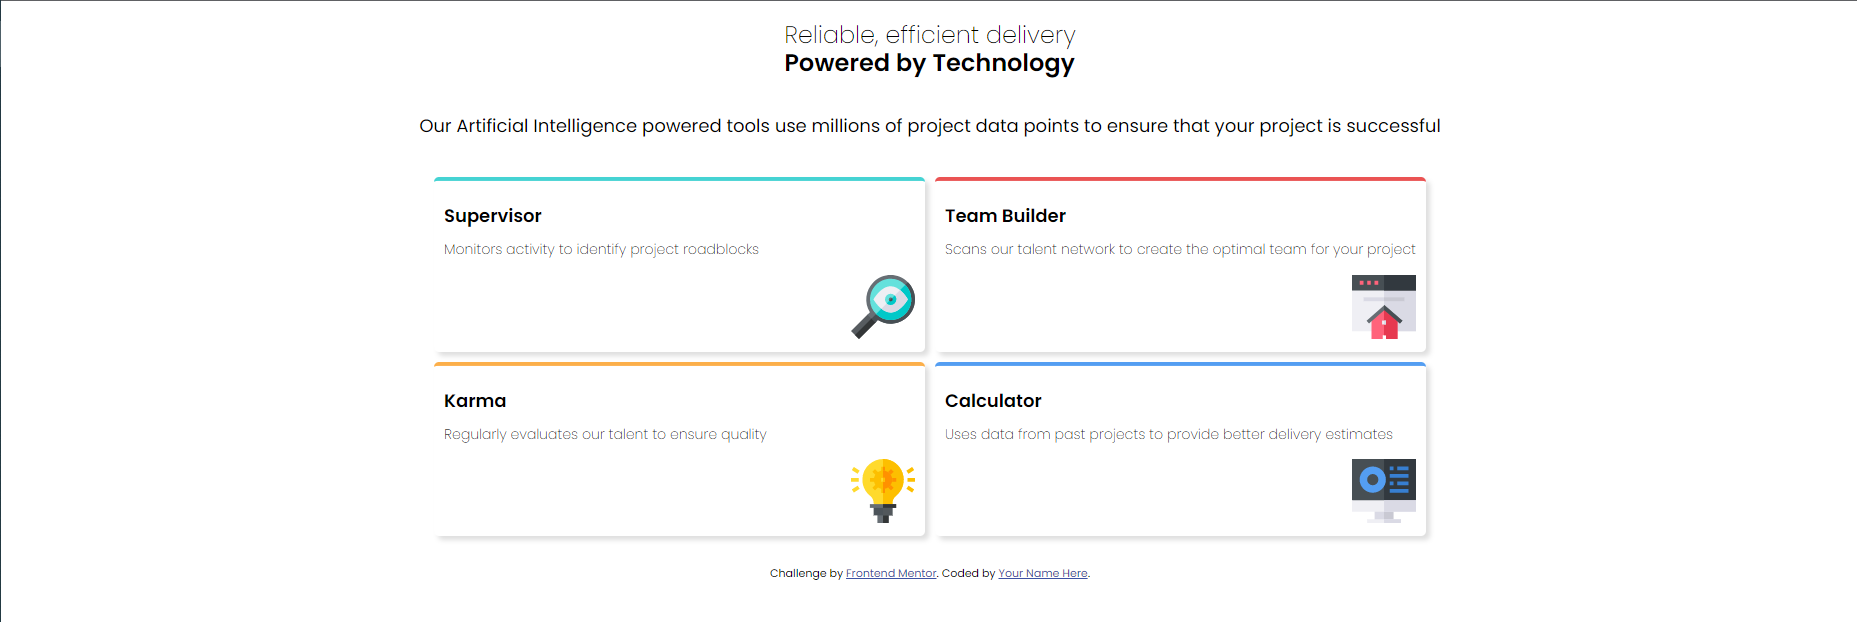 Reliable, efficient delivery
Powered by Technology
Our Artificial Intelligence powered tools use millions of project data points to ensure that your project is successful
Supervisor
Monitors activity to identify project roadblocks
Team Builder
Scans our talent network to create the optimal team for your project
Karma
Regularly evaluates our talent to ensure quality
Calculator
Uses data from past projects to provide better delivery estimates
Challenge by Frontend Mentor. Coded by Your Name Here.